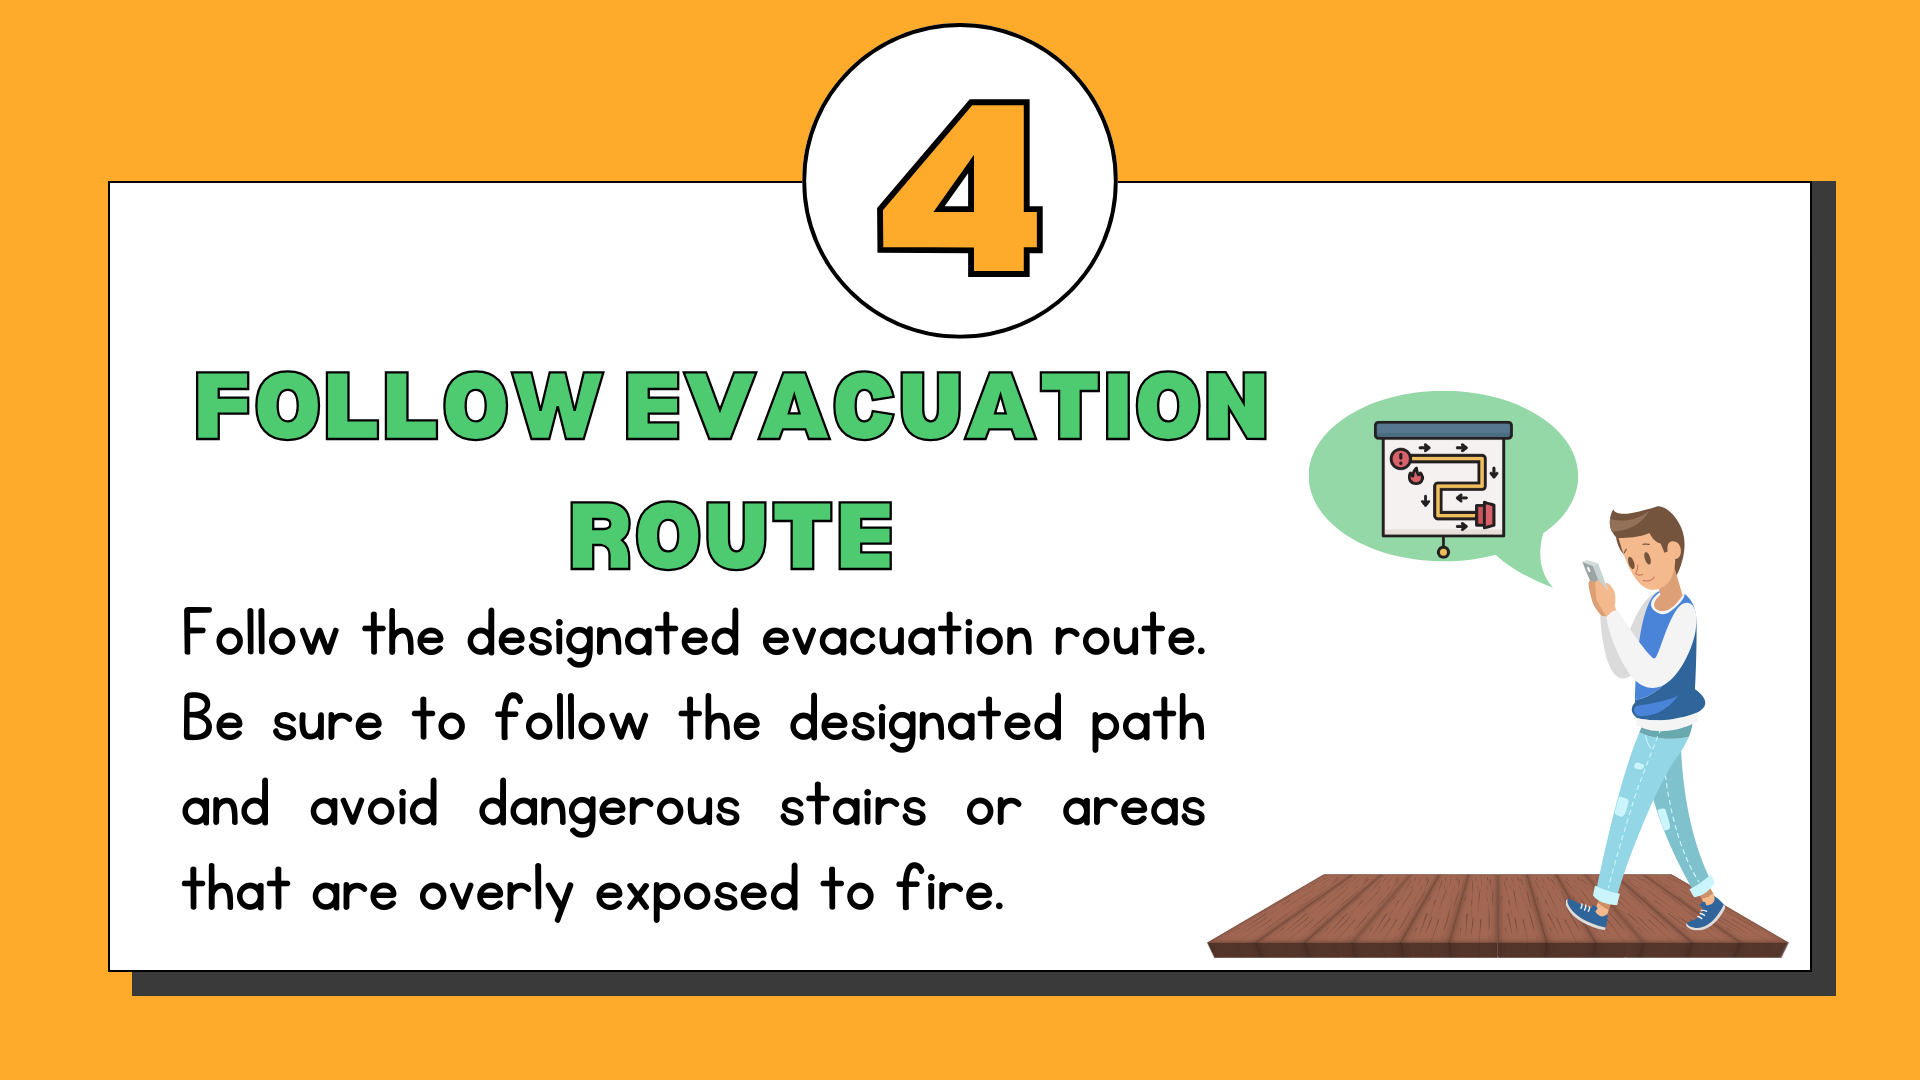 4
FOLLOW EVACUATION
ROUTE
Follow the designated evacuation route.
Be sure to follow the designated path
and avoid dangerous stairs or areas
that are overly exposed to fire.